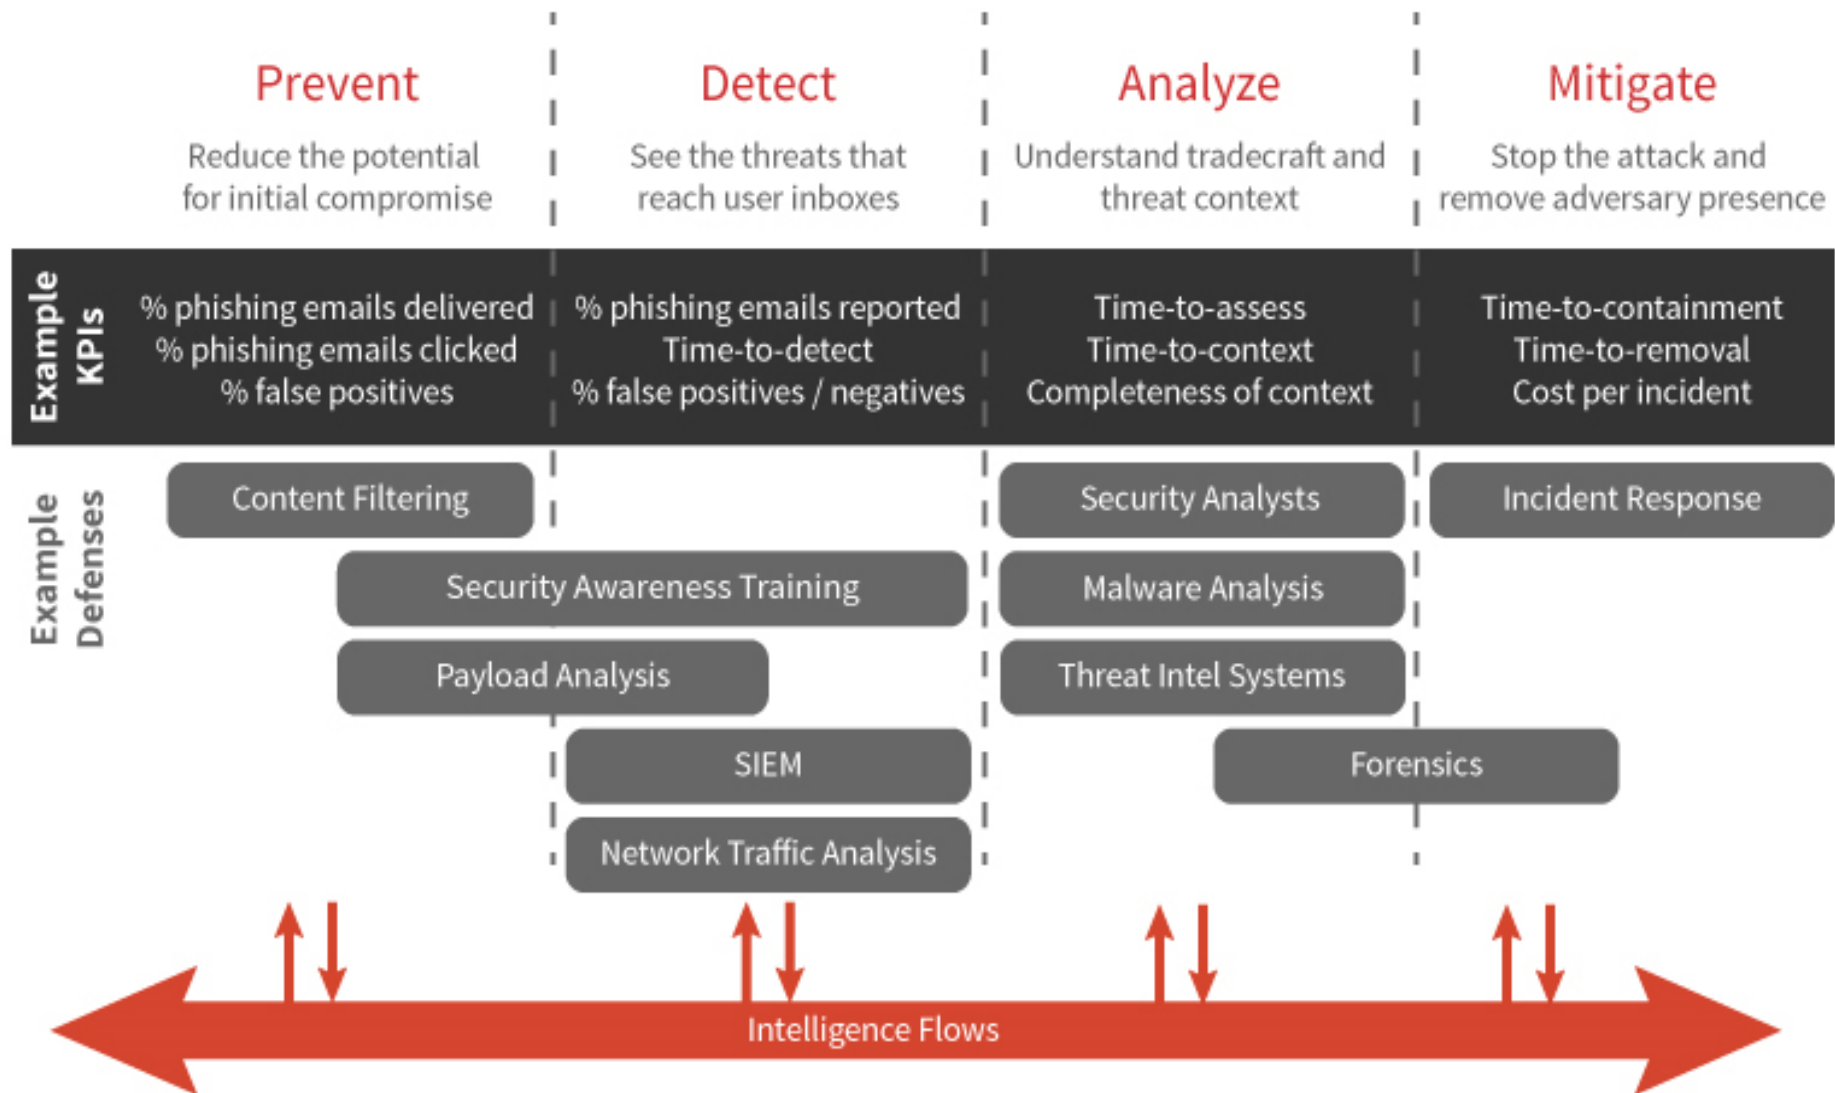 Prevent
Detect
Analyze
Mitigate
Reduce the potential
for initial compromise
See the threats that
reach user inboxes
Understand tradecraft and
threat context
Stop the attack and
remove adversary presence
Example
KPIs
% phishing emails delivered
% phishing emails clicked
% false positives
% phishing emails reported
Time-to-detect
% false positives / negatives
Time-to-assess
Time-to-context
Completeness of context
Time-to-containment
Time-to-removal
Cost per incident
Example
Defenses
Content Filtering
Security Analysts
Incident Response
Security Awareness Training
Malware Analysis
Payload Analysis
Threat Intel Systems
SIEM
Forensics
Network Traffic Analysis
Intelligence Flows